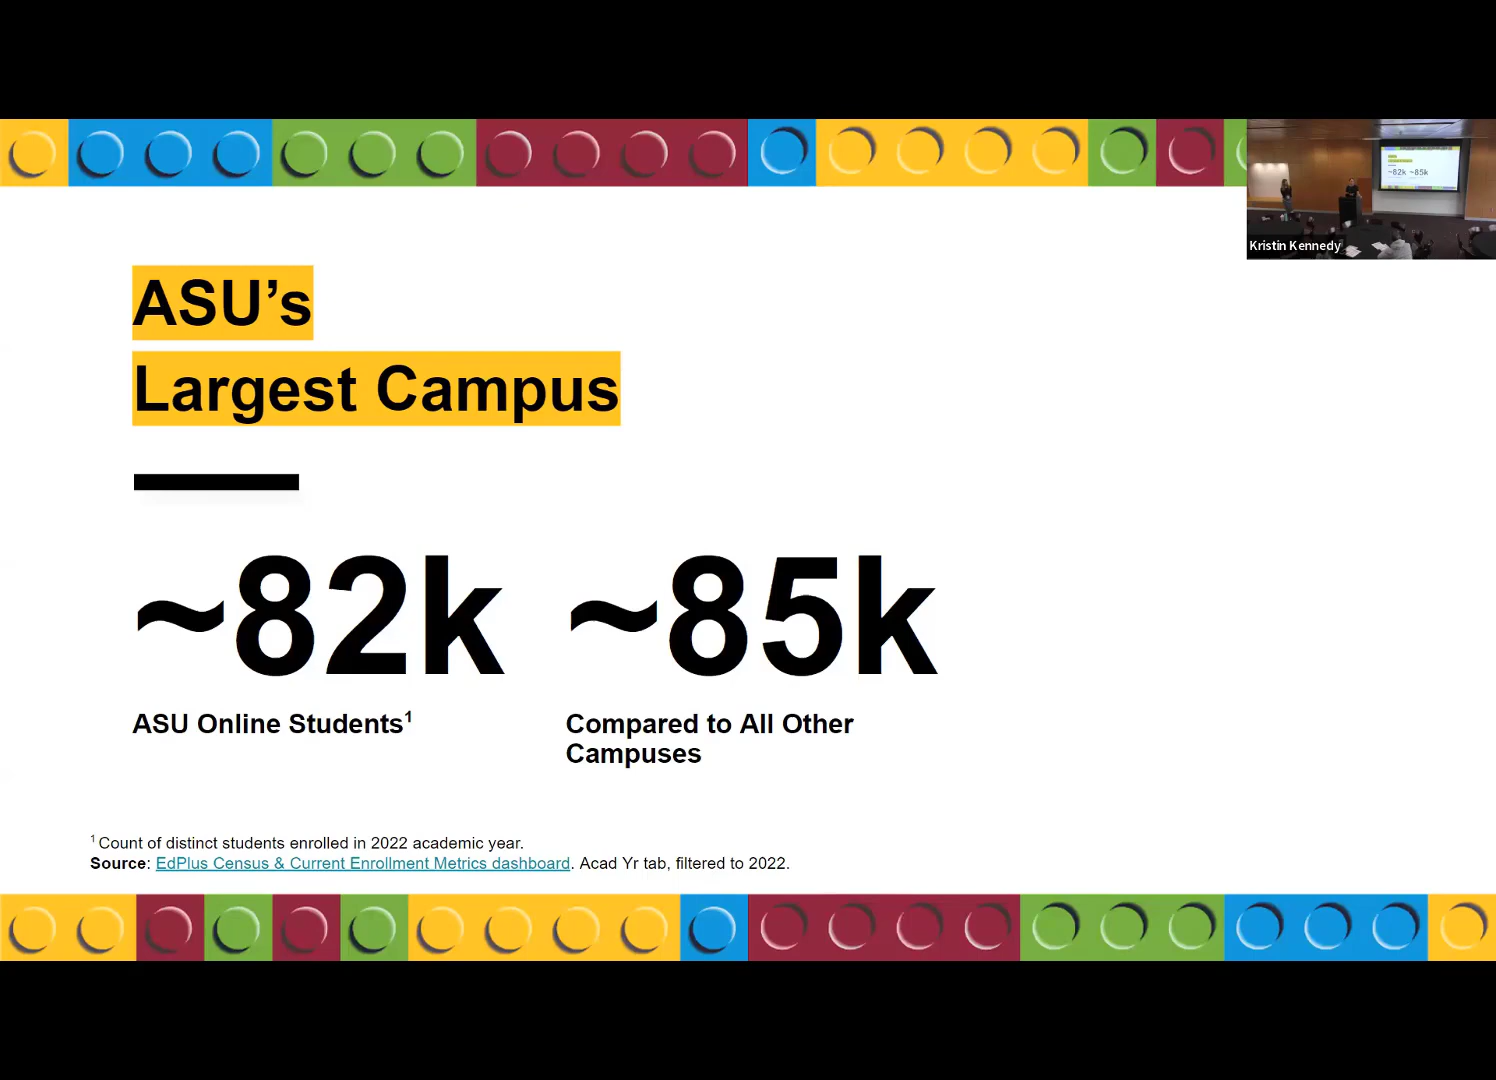 ASU's
Largest Campus
~82k ~85k
ASU Online Students¹
Compared to All Other
Campuses
¹ Count of distinct students enrolled in 2022 academic year.
Source: EdPlus Census & Current Enrollment Metrics dashboard. Acad Yr tab, filtered to 2022.
~82k ~85k
Kristin Kennedy